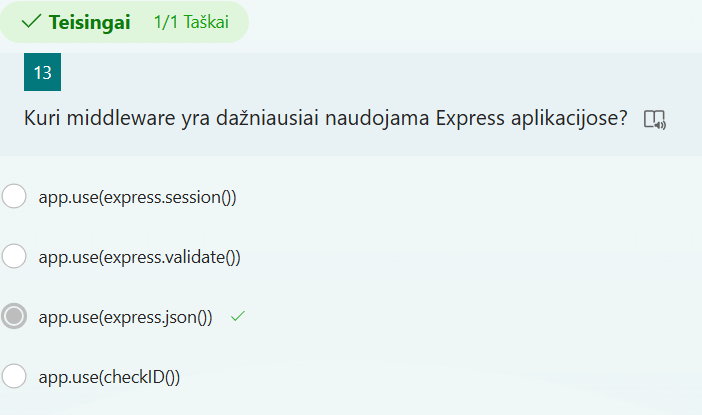 Teisingai 1/1 Taškai
13
Kuri middleware yra dažniausiai naudojama Express aplikacijose?
app.use(express.session())
app.use(express.validate())
app.use(express.json())
app.use(checkID())